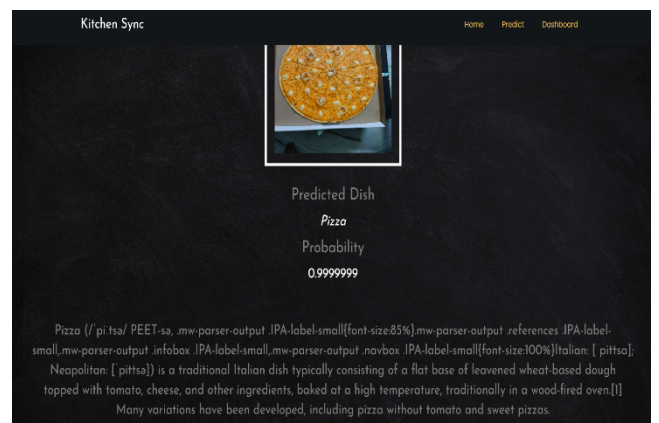 Kitchen Sync
Home Predict Dashboard
Predicted Dish
Pizza
Probability
0.9999999
Pizza (/ˈpiːtsə/ PEET-sə, .mw-parser-output .IPA-label-small{font-size:85%}.mw-parser-output .references .IPA-label-
small,.mw-parser-output .infobox .IPA-label-small,.mw-parser-output .navbox .IPA-label-small{font-size:100%}Italian: [ˈpittsa];
Neapolitan: [ˈpittsə]) is a traditional Italian dish typically consisting of a flat base of leavened wheat-based dough
topped with tomato, cheese, and other ingredients, baked at a high temperature, traditionally in a wood-fired oven.[1]
Many variations have been developed, including pizza without tomato and sweet pizzas.